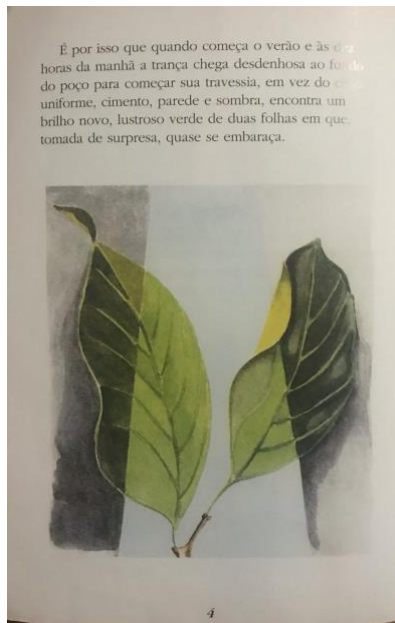 É por isso que quando começa o verão e às dez
horas da manhã a trança chega desdenhosa ao fundo
do poço para começar sua travessia, em vez do
uniforme, cimento, parede e sombra, encontra um
brilho novo, lustroso verde de duas folhas em que,
tomada de surpresa, quase se embaraça.
4